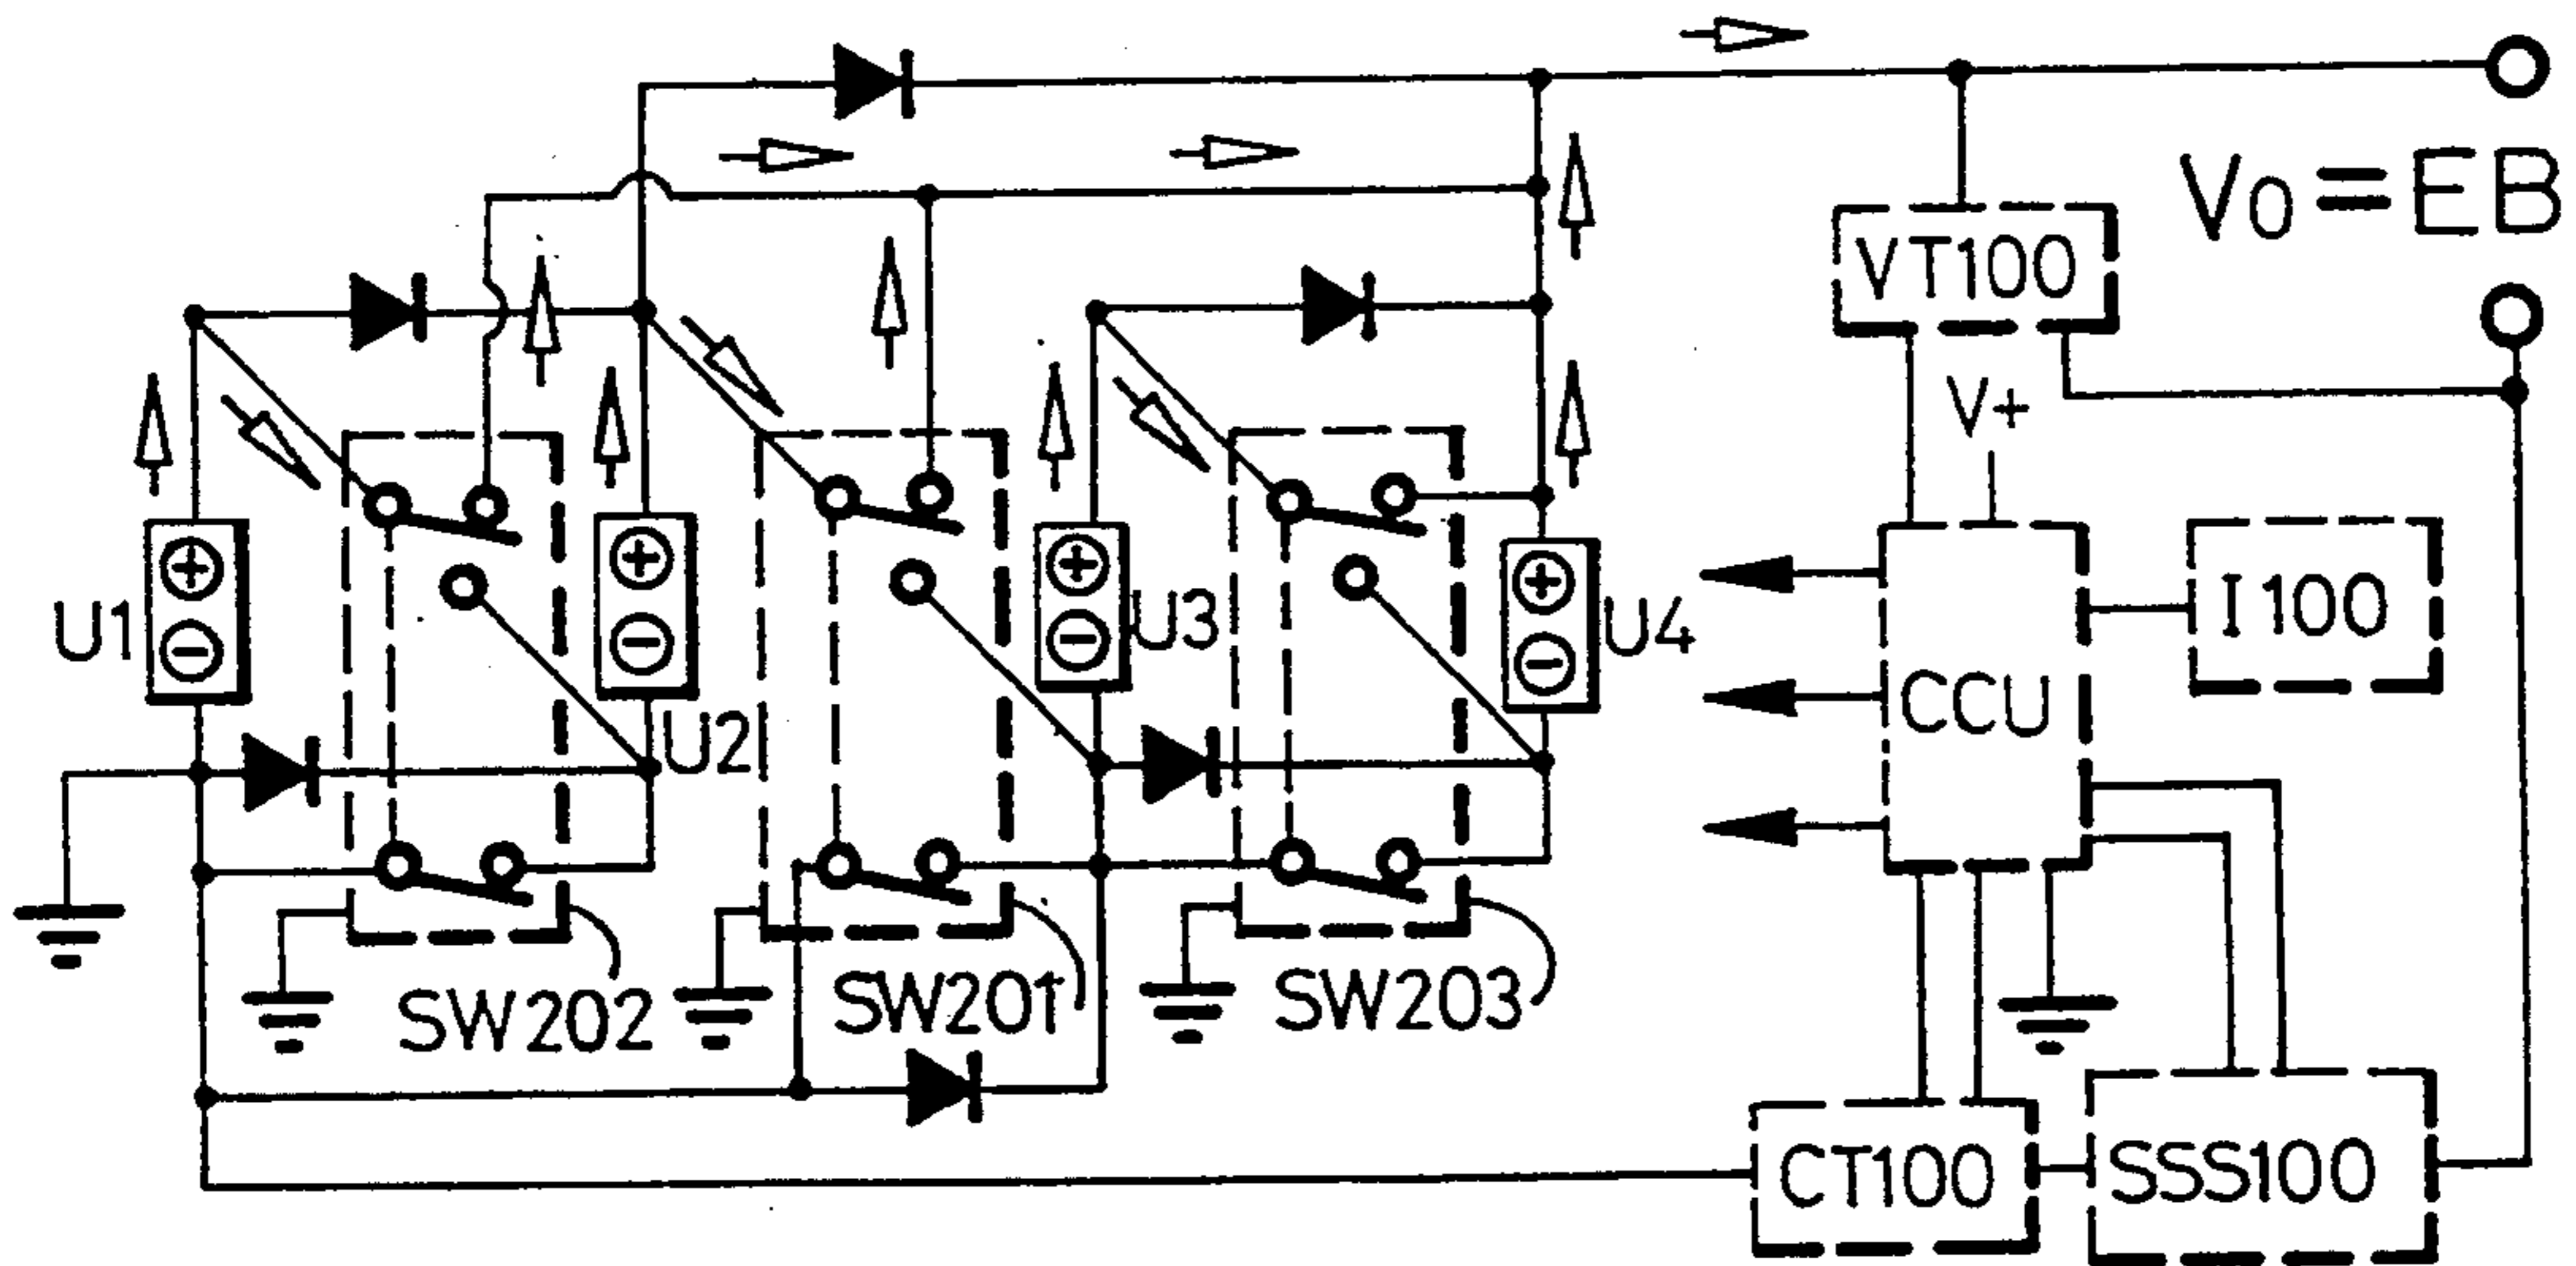 V0=EB
VT100
V+
U1
+
−
+
−
U2
+
−
U3
+
−
U4
CCU
I100
SW202
SW201
SW203
CT100
SSS100